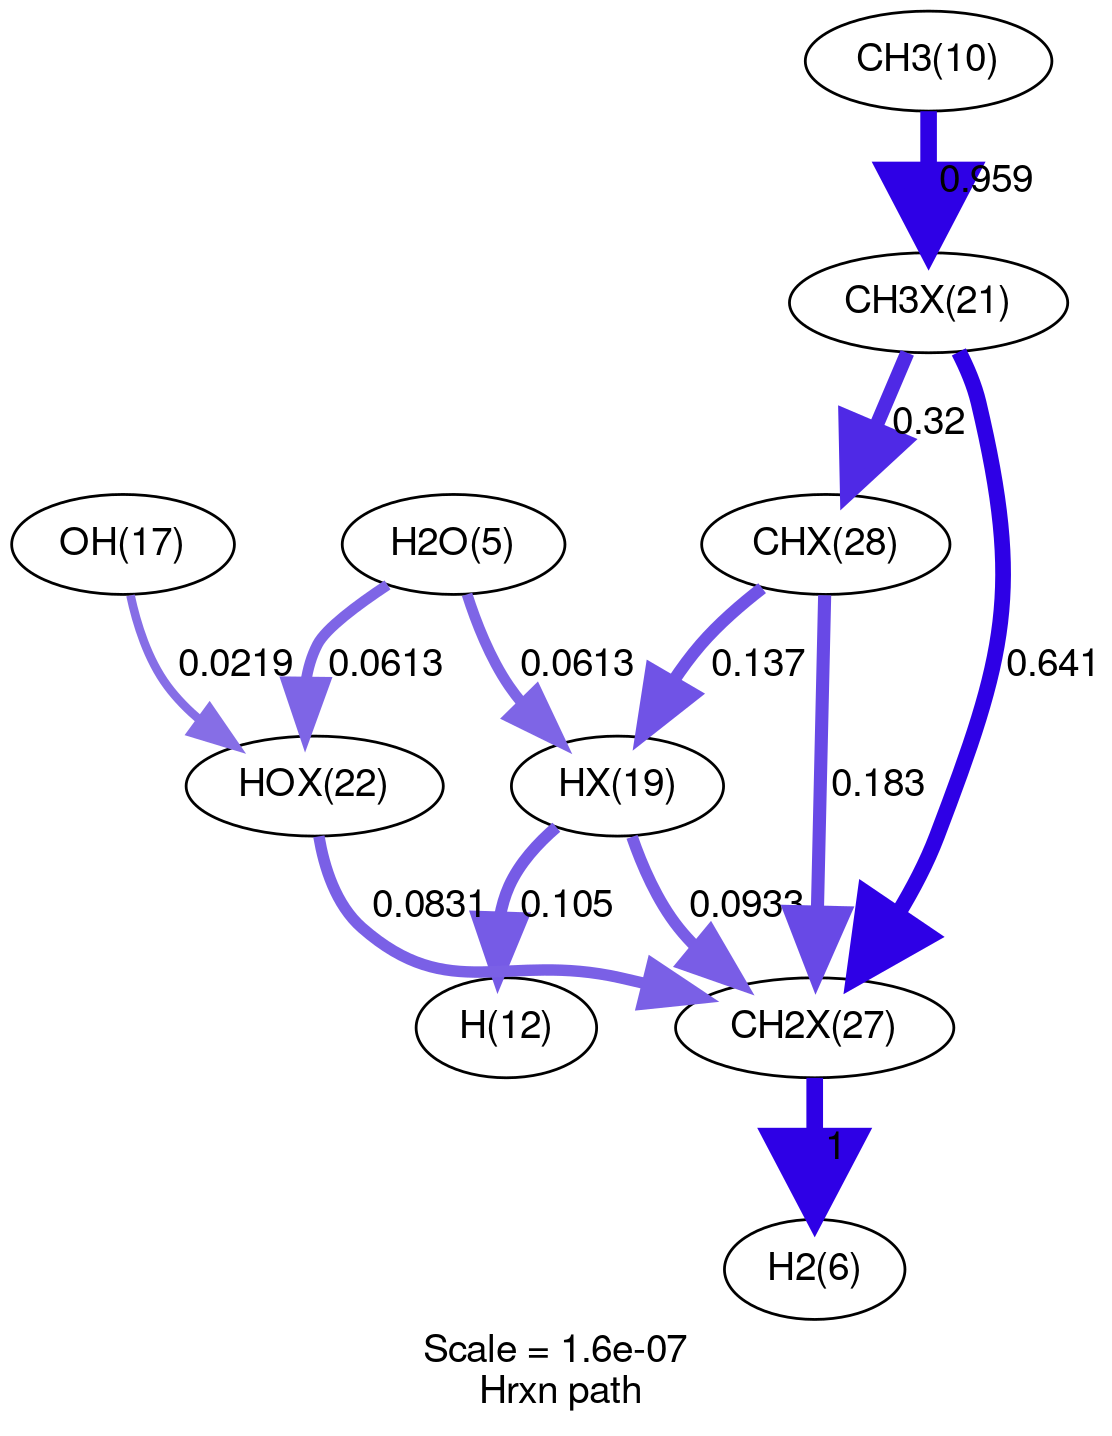 CH3(10)
0.959
CH3X(21)
0.32
OH(17)
H2O(5)
CHX(28)
0.0219
0.0613
0.0613
0.137
0.641
HOX(22)
HX(19)
0.183
0.0831
0.105
0.0933
H(12)
CH2X(27)
1
H2(6)
Scale = 1.6e-07
Hrxn path